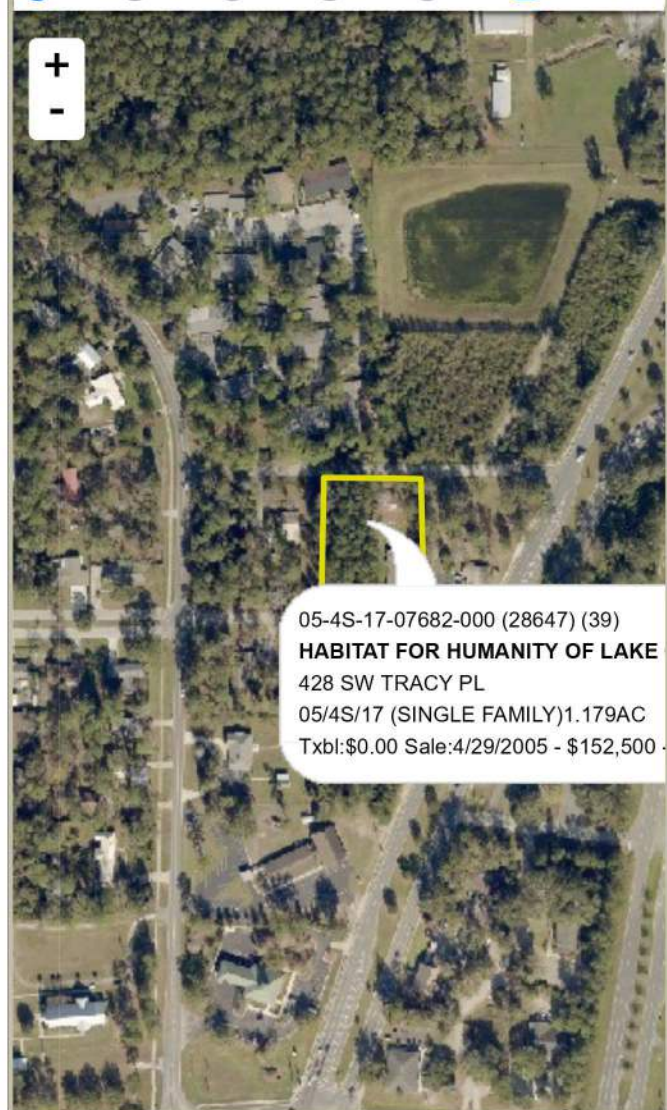 +
-
05-4S-17-07682-000 (28647) (39)
HABITAT FOR HUMANITY OF LAKE
428 SW TRACY PL
05/4S/17 (SINGLE FAMILY)1.179AC
Txbl:$0.00 Sale:4/29/2005 - $152,500 -